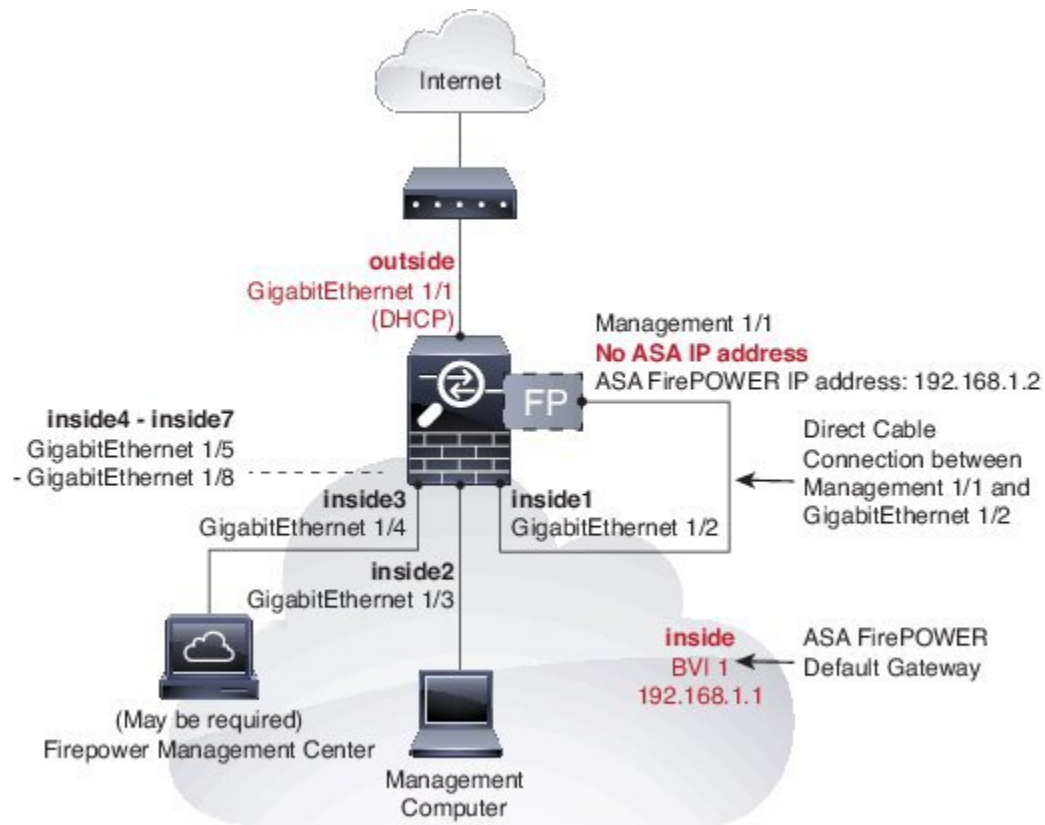 Internet
outside
GigabitEthernet 1/1
(DHCP)
Management 1/1
No ASA IP address
ASA FirePOWER IP address: 192.168.1.2
FP
inside4 - inside7
GigabitEthernet 1/5
- GigabitEthernet 1/8
Direct Cable
Connection between
Management 1/1 and
GigabitEthernet 1/2
inside3
GigabitEthernet 1/4
inside1
GigabitEthernet 1/2
inside2
GigabitEthernet 1/3
inside
BVI 1
192.168.1.1
ASA FirePOWER
Default Gateway
(May be required)
Firepower Management Center
Management
Computer